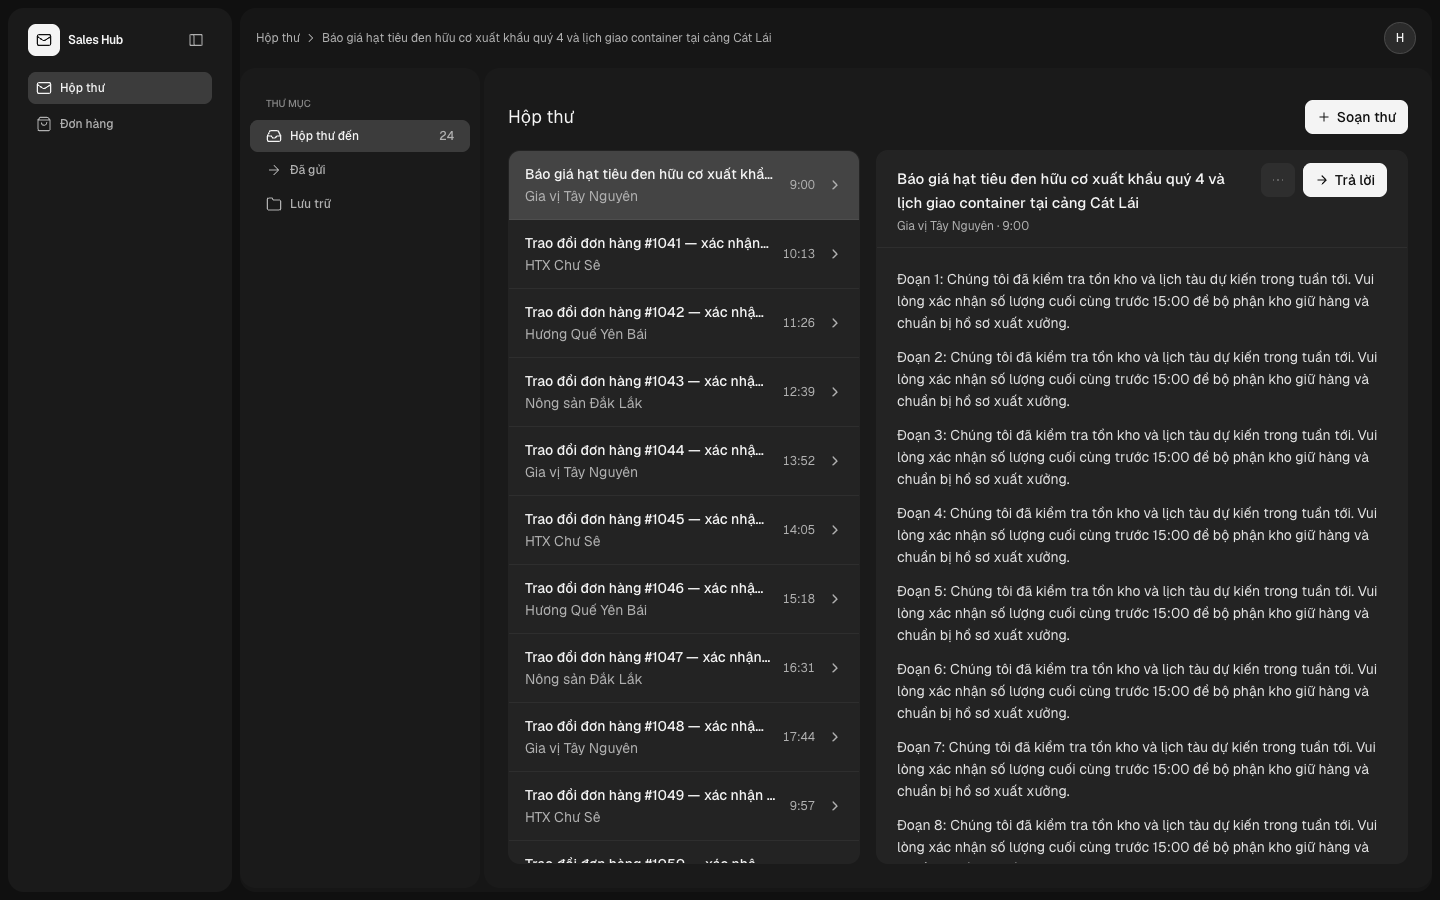 Sales Hub
Hộp thư
Đơn hàng
Hộp thư
Báo giá hạt tiêu đen hữu cơ xuất khẩu quý 4 và lịch giao container tại cảng Cát Lái
H
THƯ MỤC
Hộp thư đến 24
Đã gửi
Lưu trữ
Hộp thư
Soạn thư
Báo giá hạt tiêu đen hữu cơ xuất khẩ...
Gia vị Tây Nguyên
9:00
Trao đổi đơn hàng #1041 — xác nhận...
HTX Chư Sê
10:13
Trao đổi đơn hàng #1042 — xác nhậ...
Hương Quế Yên Bái
11:26
Trao đổi đơn hàng #1043 — xác nhậ...
Nông sản Đắk Lắk
12:39
Trao đổi đơn hàng #1044 — xác nhậ...
Gia vị Tây Nguyên
13:52
Trao đổi đơn hàng #1045 — xác nhậ...
HTX Chư Sê
14:05
Trao đổi đơn hàng #1046 — xác nhậ...
Hương Quế Yên Bái
15:18
Trao đổi đơn hàng #1047 — xác nhận...
Nông sản Đắk Lắk
16:31
Trao đổi đơn hàng #1048 — xác nhậ...
Gia vị Tây Nguyên
17:44
Trao đổi đơn hàng #1049 — xác nhận ...
HTX Chư Sê
9:57
Trao đổi đơn hàng #1050 — xác nhậ...
Báo giá hạt tiêu đen hữu cơ xuất khẩu quý 4 và
lịch giao container tại cảng Cát Lái
Gia vị Tây Nguyên · 9:00
Trả lời
Đoạn 1: Chúng tôi đã kiểm tra tồn kho và lịch tàu dự kiến trong tuần tới. Vui
lòng xác nhận số lượng cuối cùng trước 15:00 để bộ phận kho giữ hàng và
chuẩn bị hồ sơ xuất xưởng.
Đoạn 2: Chúng tôi đã kiểm tra tồn kho và lịch tàu dự kiến trong tuần tới. Vui
lòng xác nhận số lượng cuối cùng trước 15:00 để bộ phận kho giữ hàng và
chuẩn bị hồ sơ xuất xưởng.
Đoạn 3: Chúng tôi đã kiểm tra tồn kho và lịch tàu dự kiến trong tuần tới. Vui
lòng xác nhận số lượng cuối cùng trước 15:00 để bộ phận kho giữ hàng và
chuẩn bị hồ sơ xuất xưởng.
Đoạn 4: Chúng tôi đã kiểm tra tồn kho và lịch tàu dự kiến trong tuần tới. Vui
lòng xác nhận số lượng cuối cùng trước 15:00 để bộ phận kho giữ hàng và
chuẩn bị hồ sơ xuất xưởng.
Đoạn 5: Chúng tôi đã kiểm tra tồn kho và lịch tàu dự kiến trong tuần tới. Vui
lòng xác nhận số lượng cuối cùng trước 15:00 để bộ phận kho giữ hàng và
chuẩn bị hồ sơ xuất xưởng.
Đoạn 6: Chúng tôi đã kiểm tra tồn kho và lịch tàu dự kiến trong tuần tới. Vui
lòng xác nhận số lượng cuối cùng trước 15:00 để bộ phận kho giữ hàng và
chuẩn bị hồ sơ xuất xưởng.
Đoạn 7: Chúng tôi đã kiểm tra tồn kho và lịch tàu dự kiến trong tuần tới. Vui
lòng xác nhận số lượng cuối cùng trước 15:00 để bộ phận kho giữ hàng và
chuẩn bị hồ sơ xuất xưởng.
Đoạn 8: Chúng tôi đã kiểm tra tồn kho và lịch tàu dự kiến trong tuần tới. Vui
lòng xác nhận số lượng cuối cùng trước 15:00 để bộ phận kho giữ hàng và